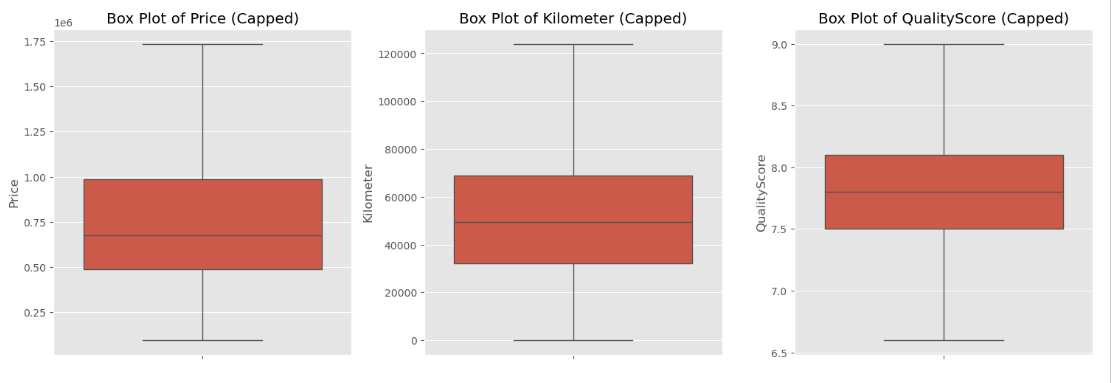 Box Plot of Price (Capped)
1e6
1.75
1.50
1.25
1.00
0.75
0.50
0.25
Price
Box Plot of Kilometer (Capped)
120000
100000
80000
60000
40000
20000
0
Kilometer
Box Plot of QualityScore (Capped)
9.0
8.5
8.0
7.5
7.0
6.5
QualityScore